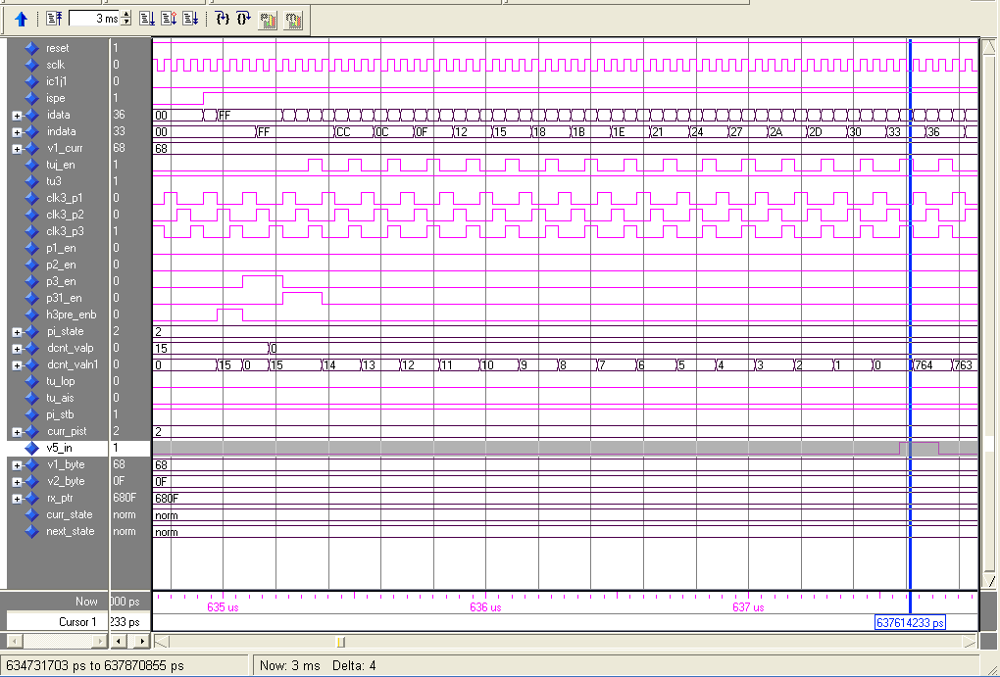 3 ms
reset 1
sclk 0
ic1j1 0
ispe 1
idata 36 00 FF
indata 33 00 FF CC 0C 0F 12 15 18 1B 1E 21 24 27 2A 2D 30 33 36
v1_curr 68 68
tuj_en 1
tu3 1
clk3_p1 0
clk3_p2 0
clk3_p3 1
p1_en 0
p2_en 0
p3_en 0
p31_en 0
h3pre_enb 0
pi_state 2 2
dcnt_valp 0 15 0
dcnt_valn1 0 0 15 0 15 14 13 12 11 10 9 8 7 6 5 4 3 2 1 0 764 763
tu_lop 0
tu_ais 0
pi_stb 1
curr_pist 2 2
v5_in 1
v1_byte 68 68
v2_byte 0F 0F
rx_ptr 680F 680F
curr_state norm norm
next_state norm norm
Now 000 ps 635 us 636 us 637 us
Cursor 1 233 ps 637614233 ps
634731703 ps to 637870855 ps Now: 3 ms Delta: 4